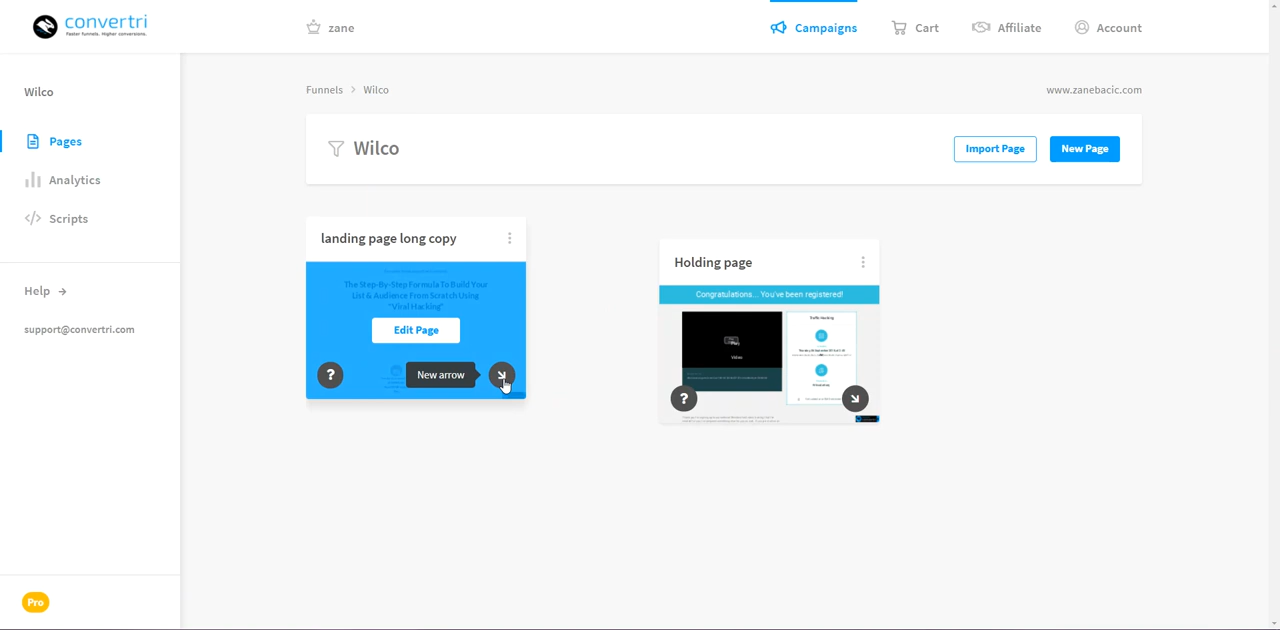 convertri
Faster funnels. Higher conversions.
zane
Campaigns
Cart
Affiliate
Account
Wilco
Pages
Analytics
Scripts
Help →
support@convertri.com
Pro
Funnels > Wilco
www.zanebacic.com
Wilco
Import Page
New Page
landing page long copy
The Step-By-Step Formula To Build Your
List & Audience From Scratch Using
"Viral Hacking"
Edit Page
?
New arrow
Holding page
Congratulations... You've been registered!
Play
Video
?